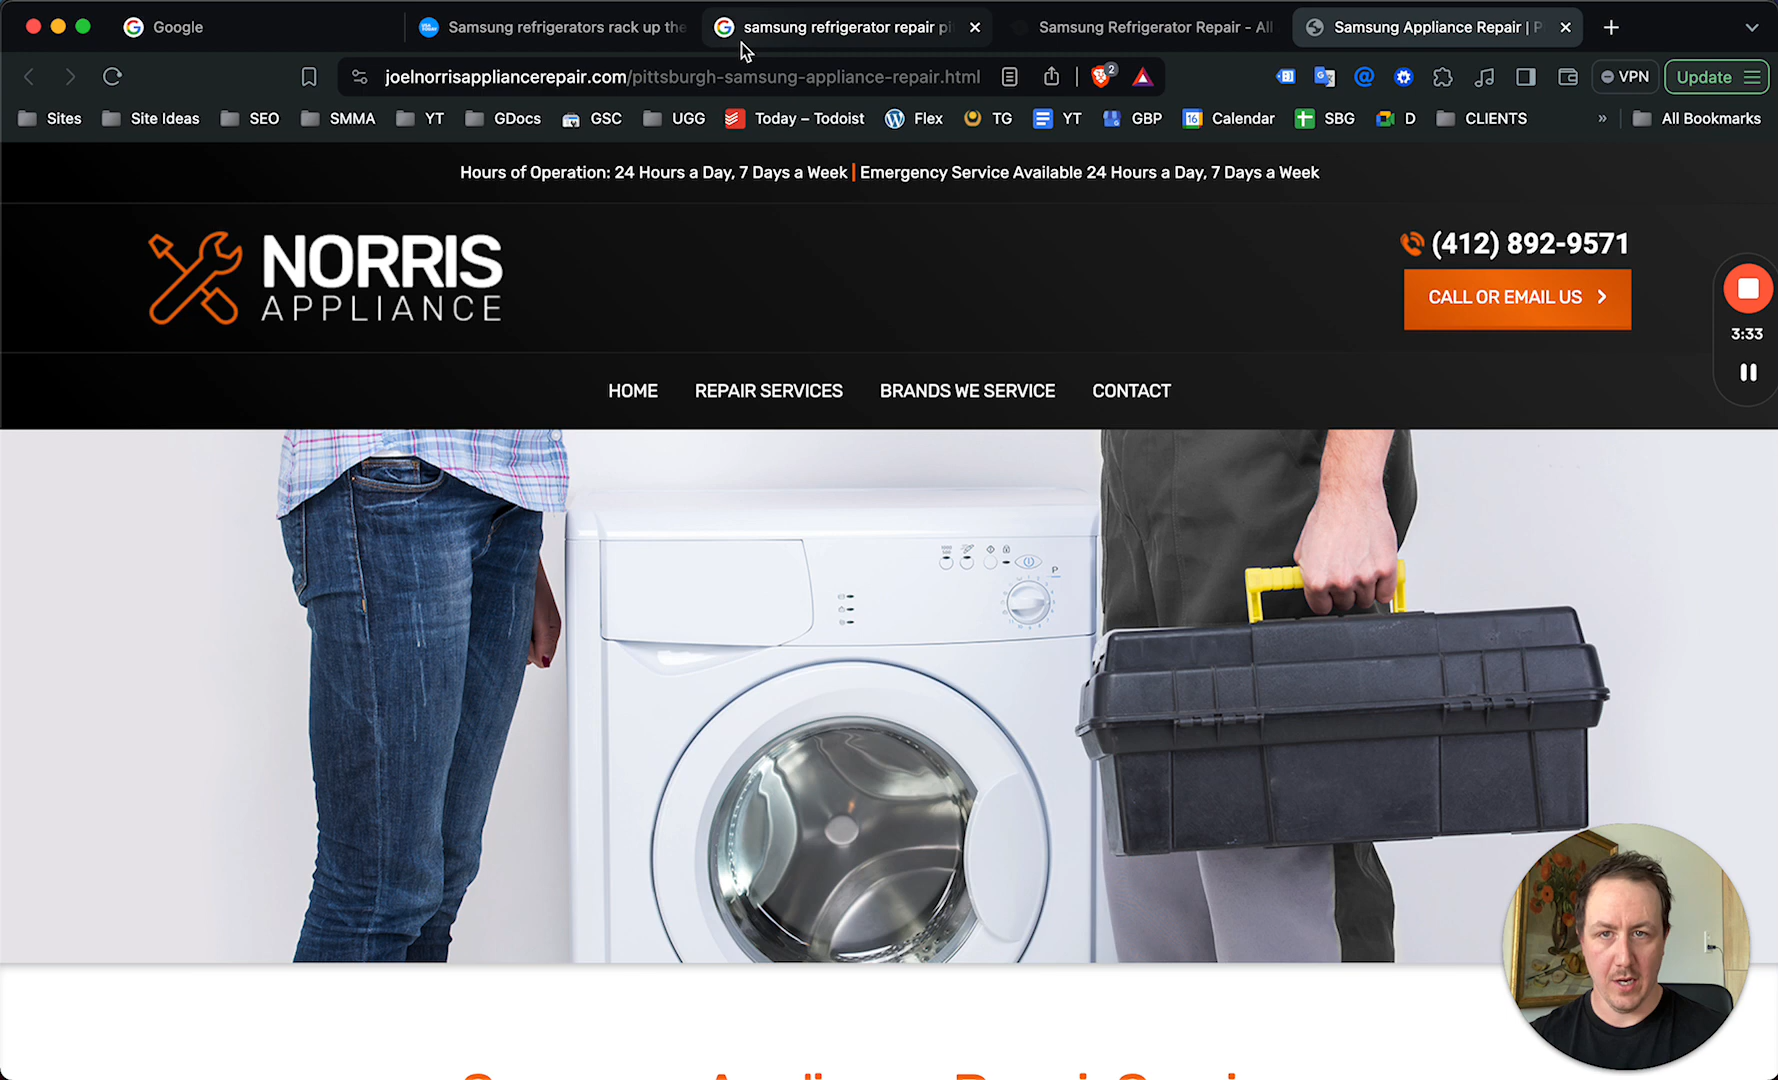 Google
Samsung refrigerators rack up the
samsung refrigerator repair pi
Samsung Refrigerator Repair - All
Samsung Appliance Repair | P
joelnorrisappliancerepair.com/pittsburgh-samsung-appliance-repair.html
2
VPN
Update
Sites
Site Ideas
SEO
SMMA
YT
GDocs
GSC
UGG
Today – Todoist
Flex
TG
YT
GBP
Calendar
SBG
D
CLIENTS
»
All Bookmarks
Hours of Operation: 24 Hours a Day, 7 Days a Week | Emergency Service Available 24 Hours a Day, 7 Days a Week
NORRIS
APPLIANCE
(412) 892-9571
CALL OR EMAIL US
3:33
HOME
REPAIR SERVICES
BRANDS WE SERVICE
CONTACT
P